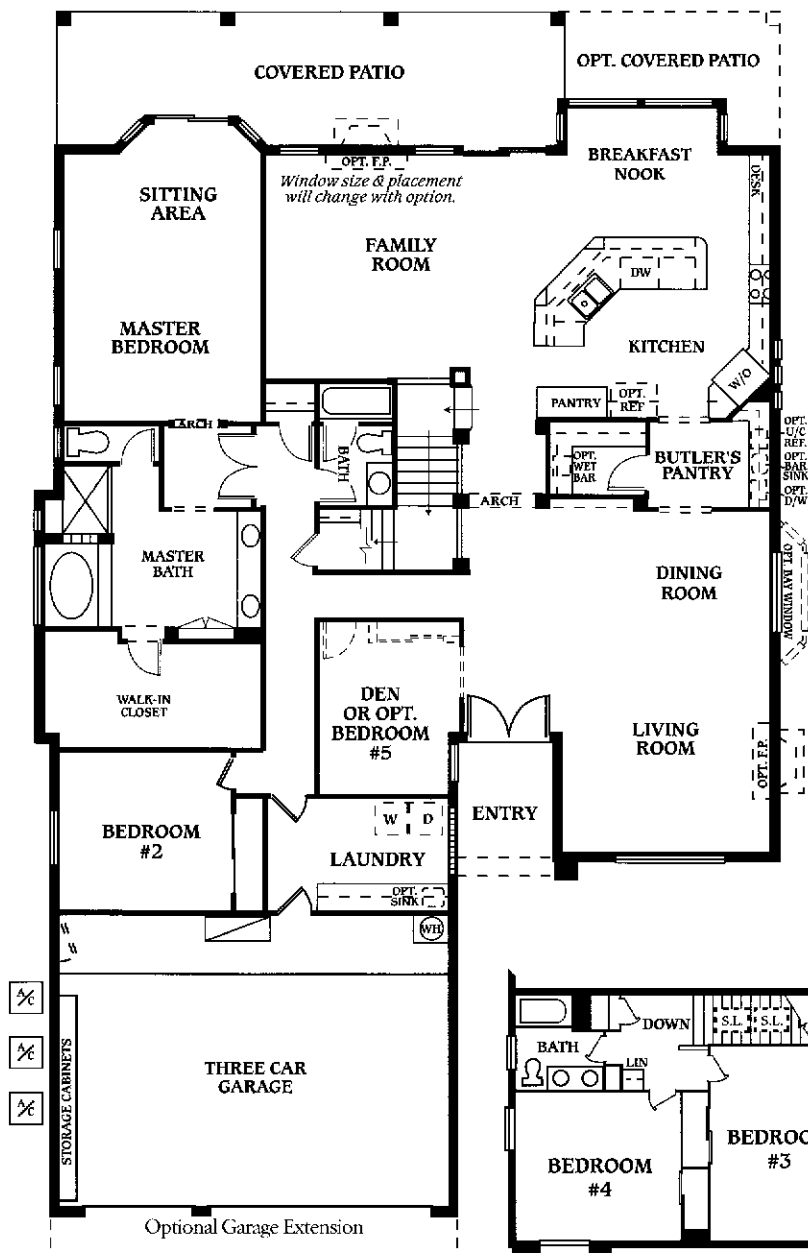 COVERED PATIO
OPT. COVERED PATIO
OPT. F.P.
Window size & placement
will change with option.
BREAKFAST
NOOK
DESK
SITTING
AREA
FAMILY
ROOM
DW
MASTER
BEDROOM
KITCHEN
W/O
PANTRY
OPT.
REF
ARCH
BATH
OPT.
WET
BAR
BUTLER'S
PANTRY
OPT.
U/C
REF.
OPT.
BAR
SINK
OPT.
D/W
ARCH
MASTER
BATH
DINING
ROOM
OPT. BAY WINDOW
WALK-IN
CLOSET
DEN
OR OPT.
BEDROOM
#5
LIVING
ROOM
OPT. F.P.
BEDROOM
#2
W
D
ENTRY
LAUNDRY
OPT.
SINK
WH
A/C
A/C
A/C
STORAGE CABINETS
THREE CAR
GARAGE
Optional Garage Extension
DOWN
S.L.
S.L.
BATH
LIN
BEDROOM
#4
BEDROO
#3